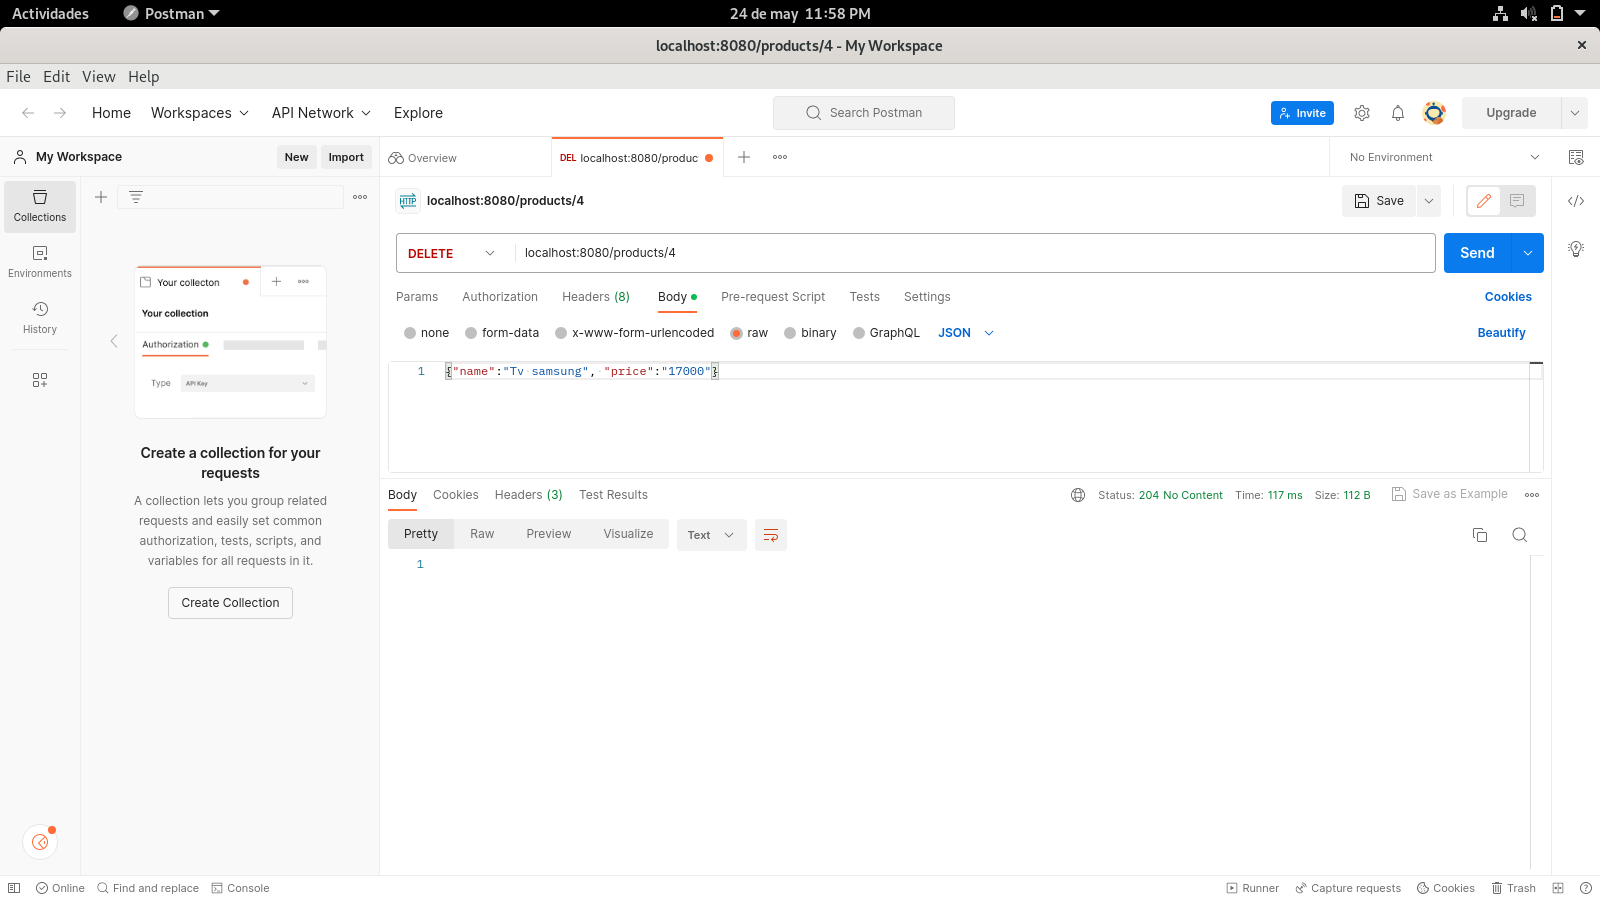 Actividades Postman 24 de may 11:58 PM
localhost:8080/products/4 - My Workspace
File Edit View Help
Home Workspaces API Network Explore Search Postman Invite Upgrade
My Workspace New Import Overview DEL localhost:8080/produc No Environment
Collections
Environments
History
Your collecton
Your collection
Authorization
Type API Key
Create a collection for your
requests
A collection lets you group related
requests and easily set common
authorization, tests, scripts, and
variables for all requests in it.
Create Collection
HTTP localhost:8080/products/4 Save
DELETE localhost:8080/products/4 Send
Params Authorization Headers (8) Body Pre-request Script Tests Settings Cookies
none form-data x-www-form-urlencoded raw binary GraphQL JSON Beautify
1 {"name":"Tv samsung", "price":"17000"}
Body Cookies Headers (3) Test Results Status: 204 No Content Time: 117 ms Size: 112 B Save as Example
Pretty Raw Preview Visualize Text
1
Online Find and replace Console Runner Capture requests Cookies Trash